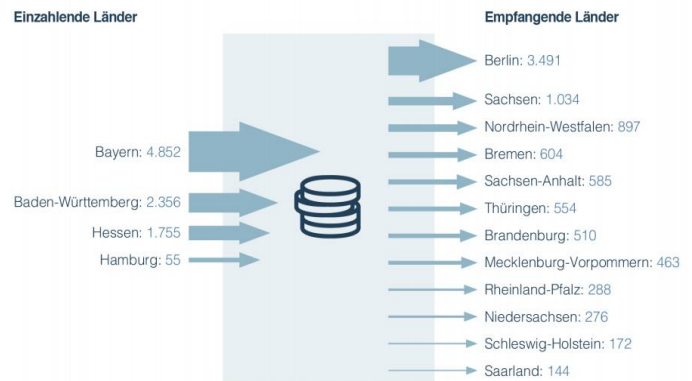 Einzahlende Länder
Bayern: 4.852
Baden-Württemberg: 2.356
Hessen: 1.755
Hamburg: 55
Empfangende Länder
Berlin: 3.491
Sachsen: 1.034
Nordrhein-Westfalen: 897
Bremen: 604
Sachsen-Anhalt: 585
Thüringen: 554
Brandenburg: 510
Mecklenburg-Vorpommern: 463
Rheinland-Pfalz: 288
Niedersachsen: 276
Schleswig-Holstein: 172
Saarland: 144